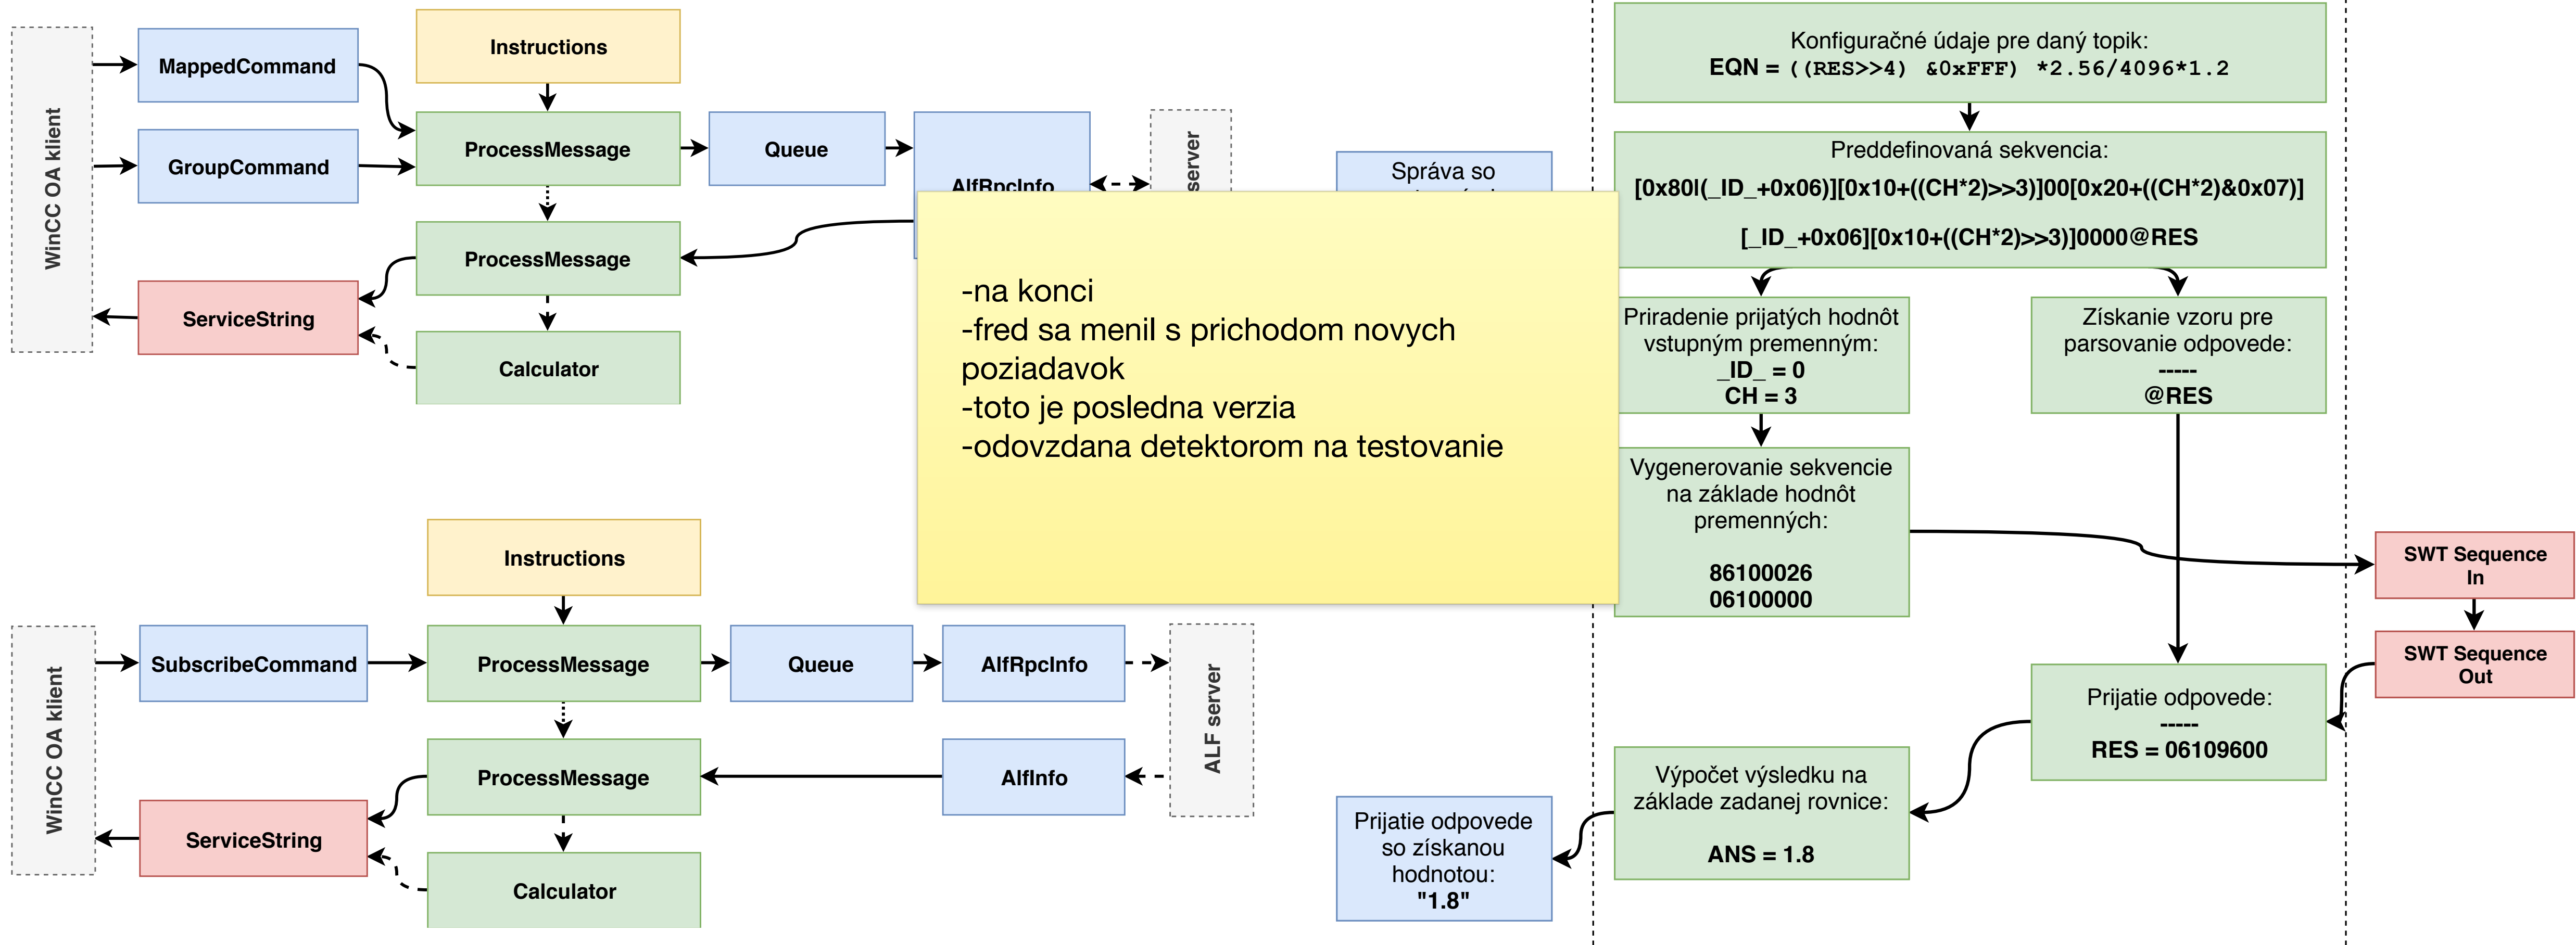 WinCC OA klient
MappedCommand
GroupCommand
Instructions
ProcessMessage
Queue
AlfRpcInfo
server
ProcessMessage
ServiceString
Calculator
-na konci
-fred sa menil s prichodom novych
poziadavok
-toto je posledna verzia
-odovzdana detektorom na testovanie
WinCC OA klient
SubscribeCommand
Instructions
ProcessMessage
Queue
AlfRpcInfo
ALF server
ProcessMessage
AlfInfo
ServiceString
Calculator
Správa so
Konfiguračné údaje pre daný topik:
EQN = ((RES>>4) &0xFFF) *2.56/4096*1.2
Preddefinovaná sekvencia:
[0x80l(_ID_+0x06)][0x10+((CH*2)>>3)]00[0x20+((CH*2)&0x07)]
[_ID_+0x06][0x10+((CH*2)>>3)]0000@RES
Priradenie prijatých hodnôt
vstupným premenným:
_ID_ = 0
CH = 3
Získanie vzoru pre
parsovanie odpovede:
-----
@RES
Vygenerovanie sekvencie
na základe hodnôt
premenných:
86100026
06100000
SWT Sequence
In
SWT Sequence
Out
Prijatie odpovede:
-----
RES = 06109600
Výpočet výsledku na
základe zadanej rovnice:
ANS = 1.8
Prijatie odpovede
so získanou
hodnotou:
"1.8"